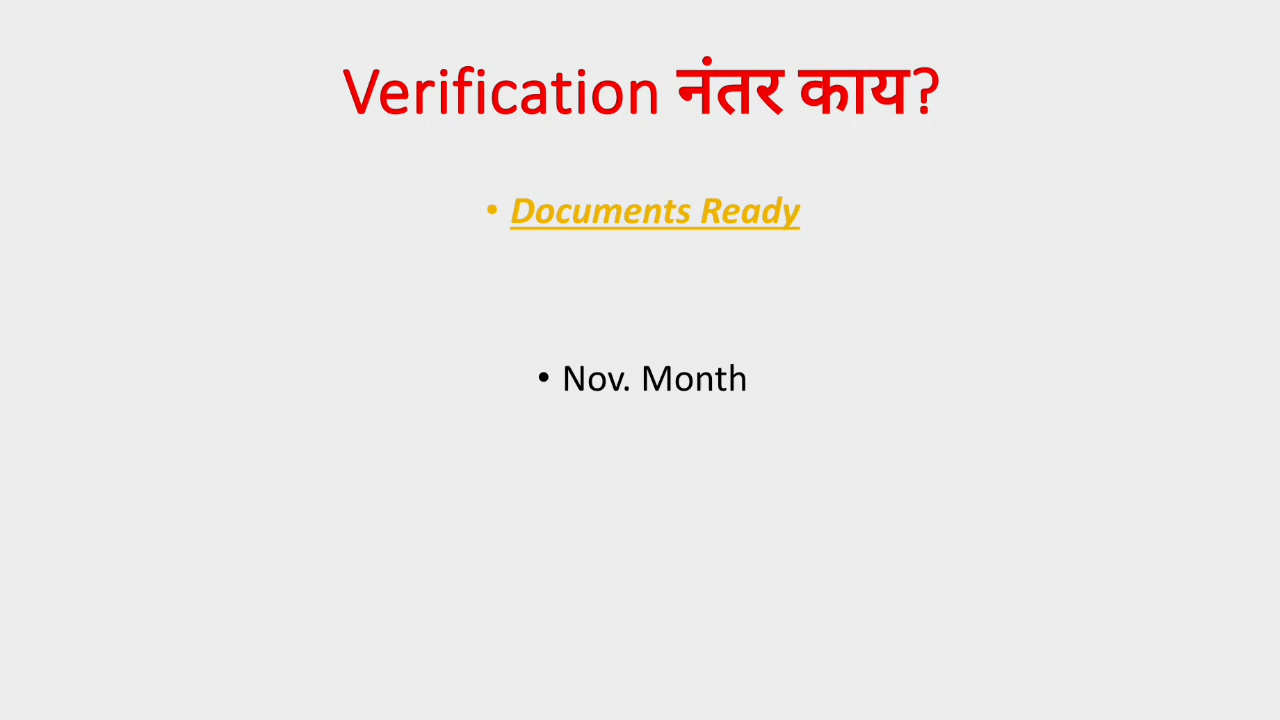 Verification नंतर काय?
• Documents Ready
• Nov. Month